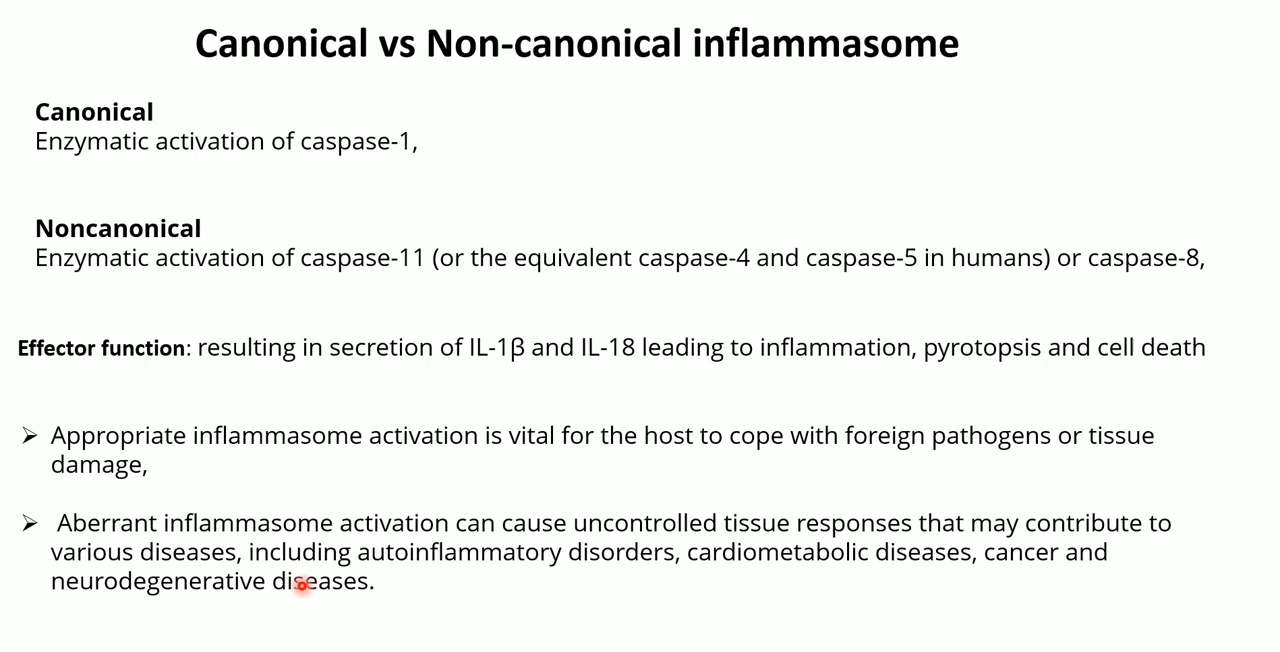 Canonical vs Non-canonical inflammasome
Canonical
Enzymatic activation of caspase-1,
Noncanonical
Enzymatic activation of caspase-11 (or the equivalent caspase-4 and caspase-5 in humans) or caspase-8,
Effector function: resulting in secretion of IL-1β and IL-18 leading to inflammation, pyrotopsis and cell death
➢ Appropriate inflammasome activation is vital for the host to cope with foreign pathogens or tissue
damage,
➢ Aberrant inflammasome activation can cause uncontrolled tissue responses that may contribute to
various diseases, including autoinflammatory disorders, cardiometabolic diseases, cancer and
neurodegenerative diseases.